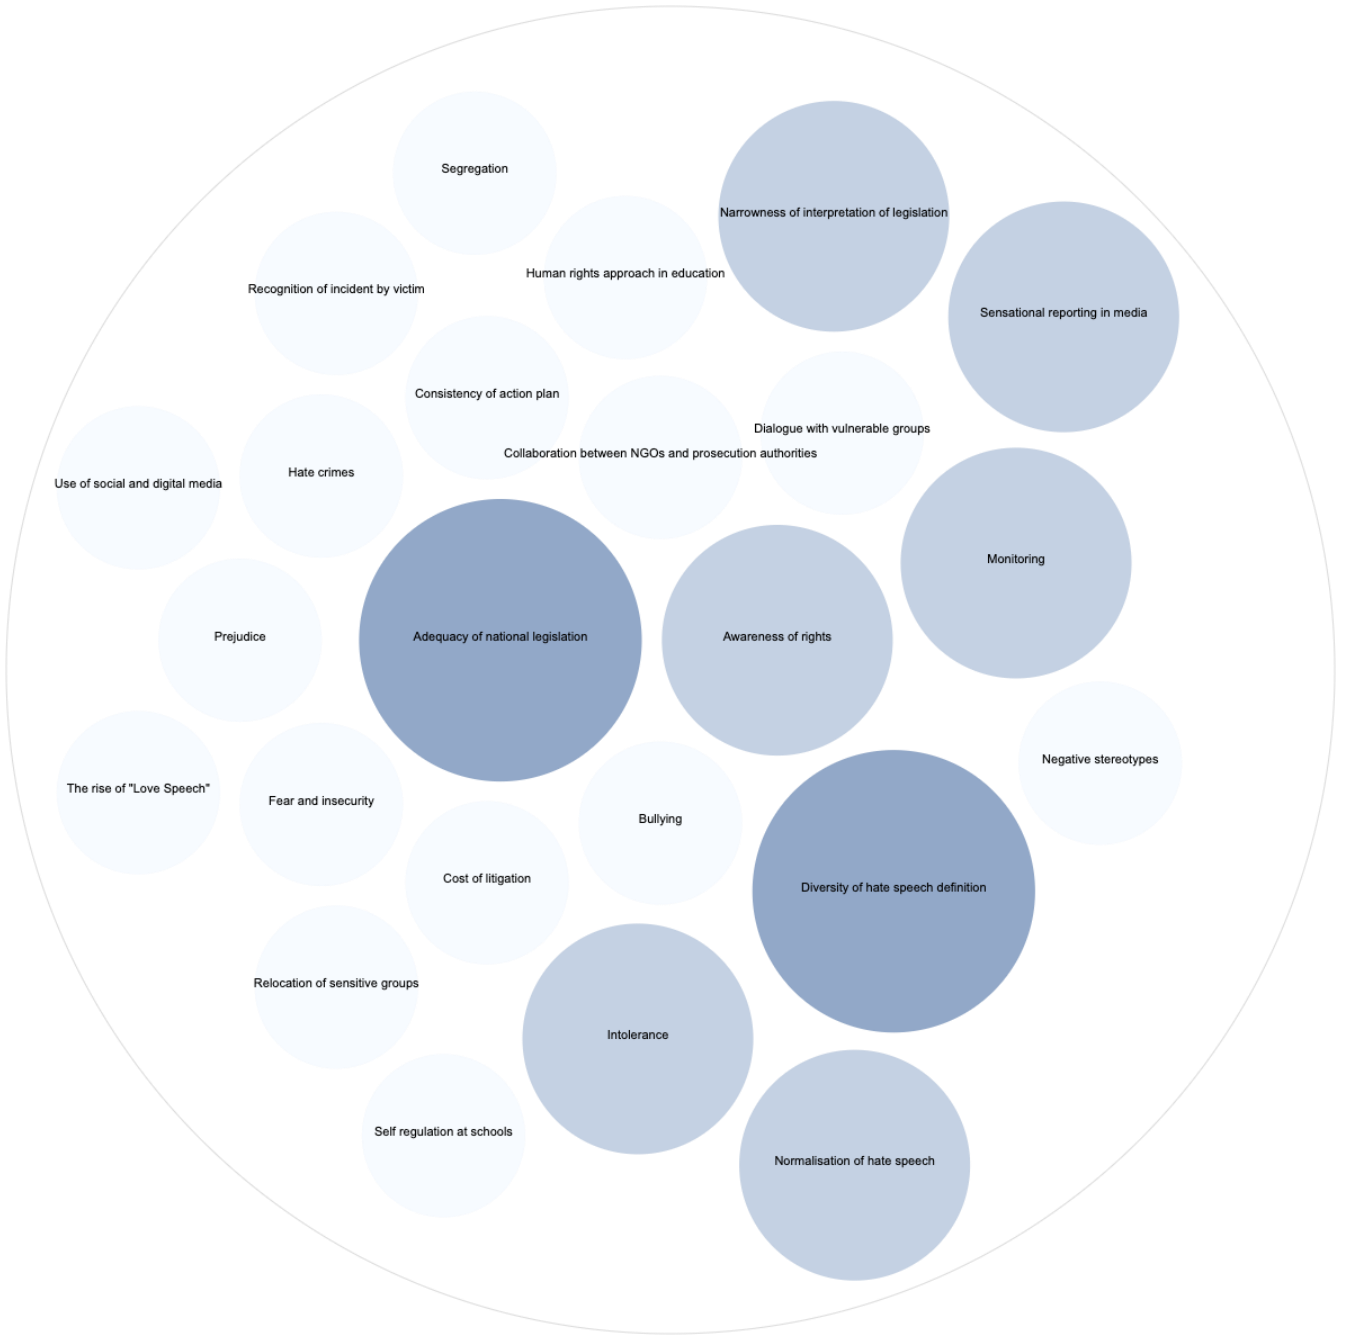 Segregation
Narrowness of interpretation of legislation
Human rights approach in education
Recognition of incident by victim
Sensational reporting in media
Consistency of action plan
Dialogue with vulnerable groups
Collaboration between NGOs and prosecution authorities
Hate crimes
Use of social and digital media
Monitoring
Prejudice
Adequacy of national legislation
Awareness of rights
Negative stereotypes
The rise of "Love Speech"
Fear and insecurity
Bullying
Cost of litigation
Diversity of hate speech definition
Relocation of sensitive groups
Intolerance
Self regulation at schools
Normalisation of hate speech